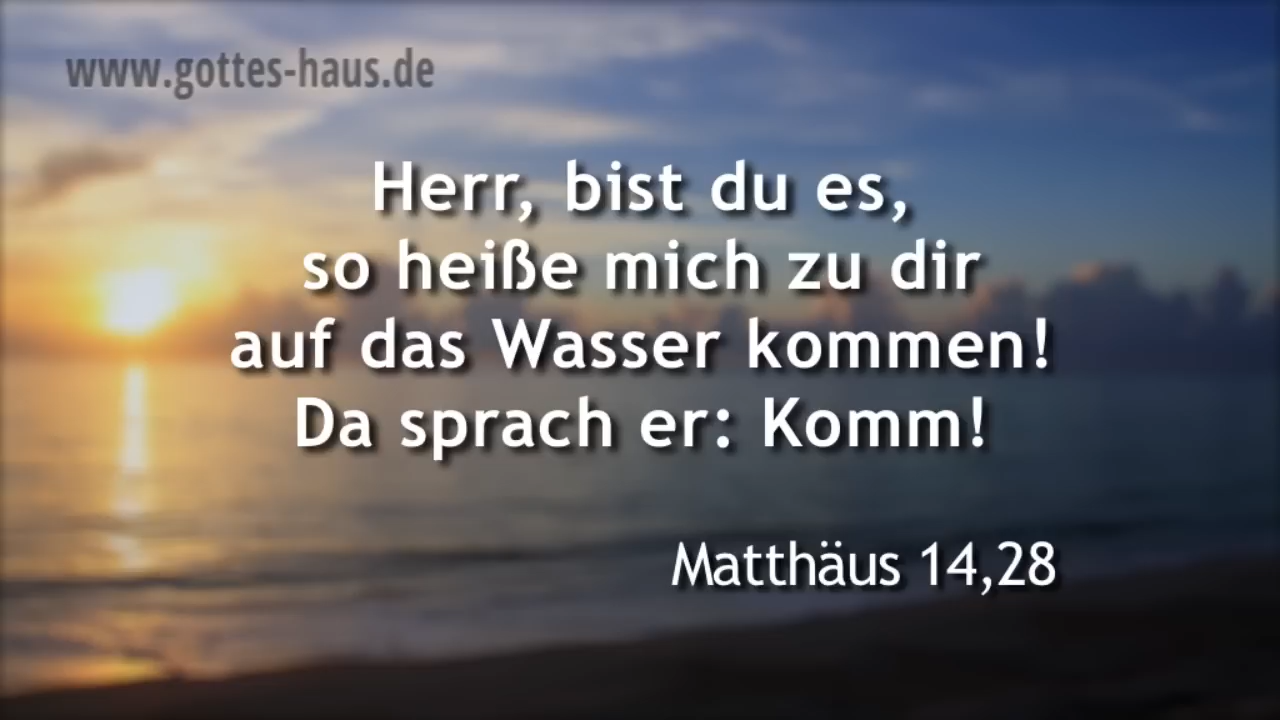 www.gottes-haus.de
Herr, bist du es,
so heiße mich zu dir
auf das Wasser kommen!
Da sprach er: Komm!
Matthäus 14,28